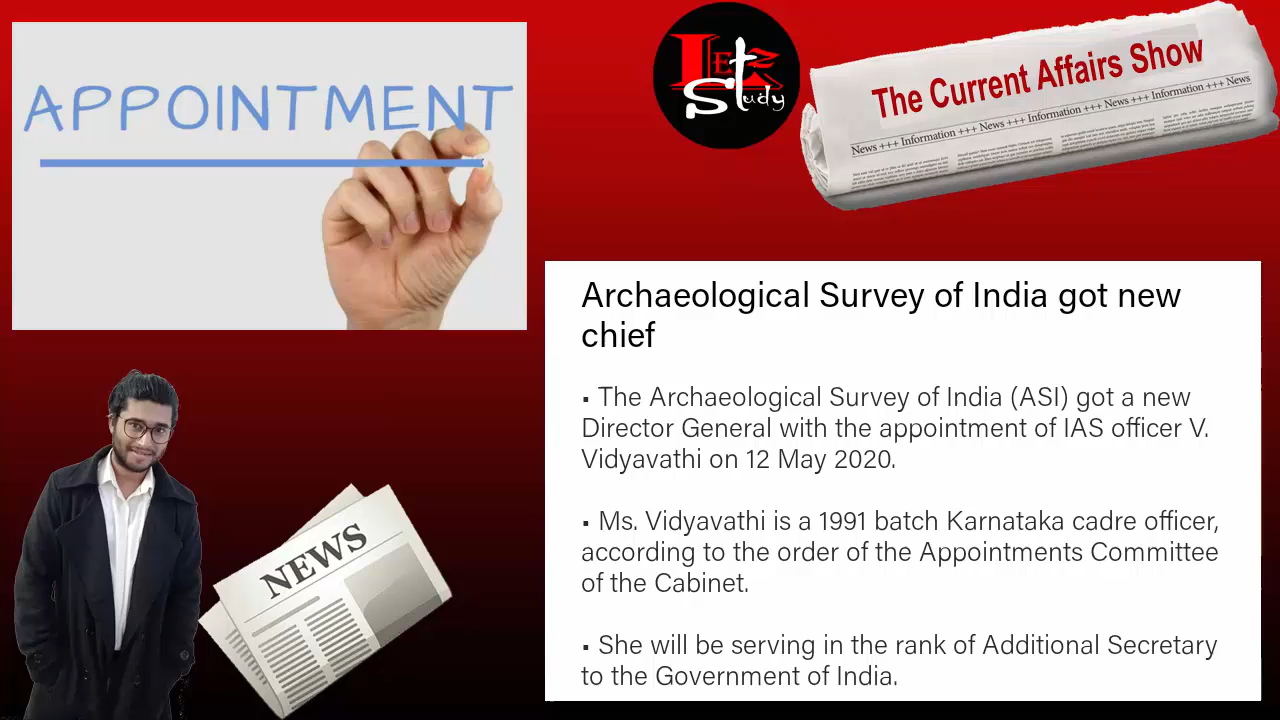 APPOINTMENT
LET
Study
The Current Affairs Show
News +++ Information +++ News +++ Information +++ News
Archaeological Survey of India got new
chief
▪ The Archaeological Survey of India (ASI) got a new
Director General with the appointment of IAS officer V.
Vidyavathi on 12 May 2020.
▪ Ms. Vidyavathi is a 1991 batch Karnataka cadre officer,
according to the order of the Appointments Committee
of the Cabinet.
▪ She will be serving in the rank of Additional Secretary
to the Government of India.
NEWS